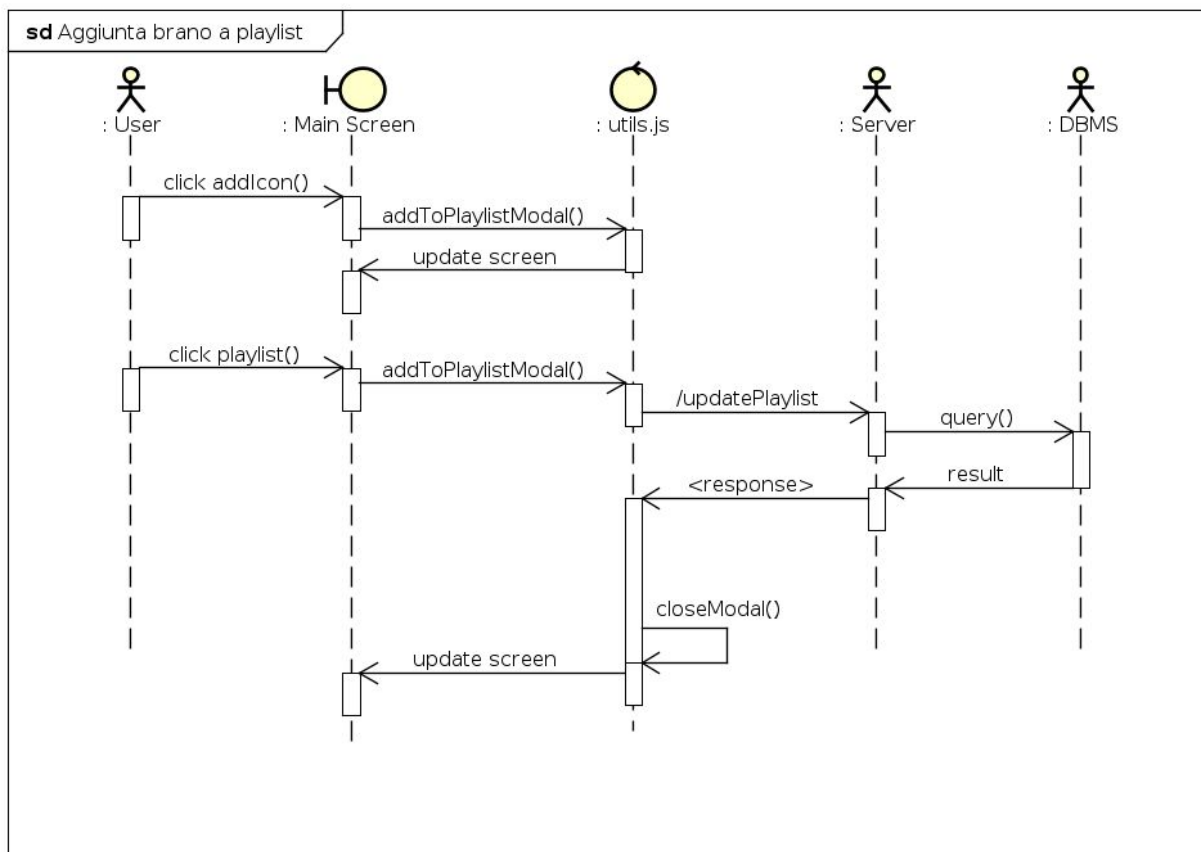 sd Aggiunta brano a playlist
: User
: Main Screen
: utils.js
: Server
: DBMS
click addIcon()
addToPlaylistModal()
update screen
click playlist()
addToPlaylistModal()
/updatePlaylist
query()
result
<response>
closeModal()
update screen